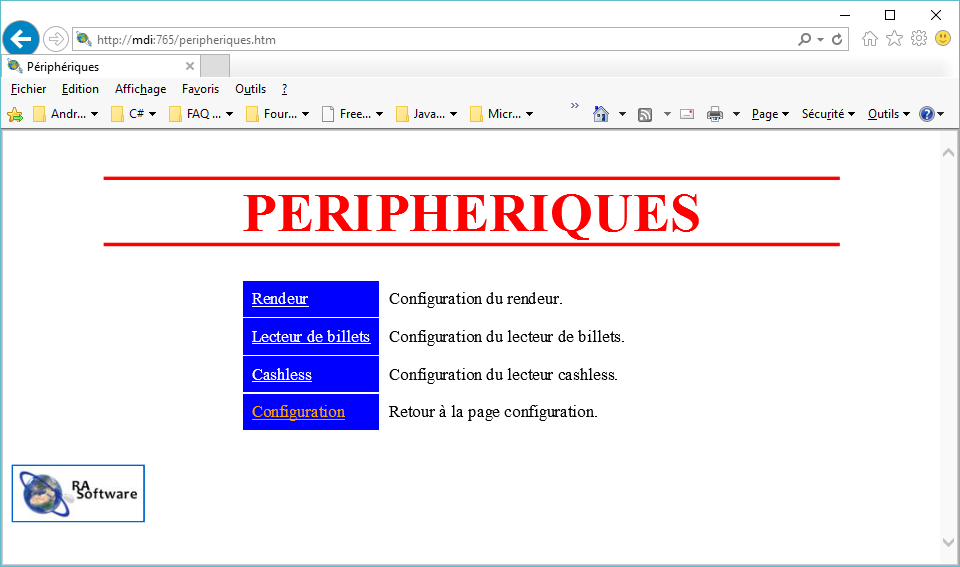 http://mdi:765/peripheriques.htm
Périphériques
Fichier Edition Affichage Favoris Outils ?
Andr... C# FAQ ... Four... Free... Java... Micr... » Page Sécurité Outils
PERIPHERIQUES
Rendeur Configuration du rendeur.
Lecteur de billets Configuration du lecteur de billets.
Cashless Configuration du lecteur cashless.
Configuration Retour à la page configuration.
RA
Software